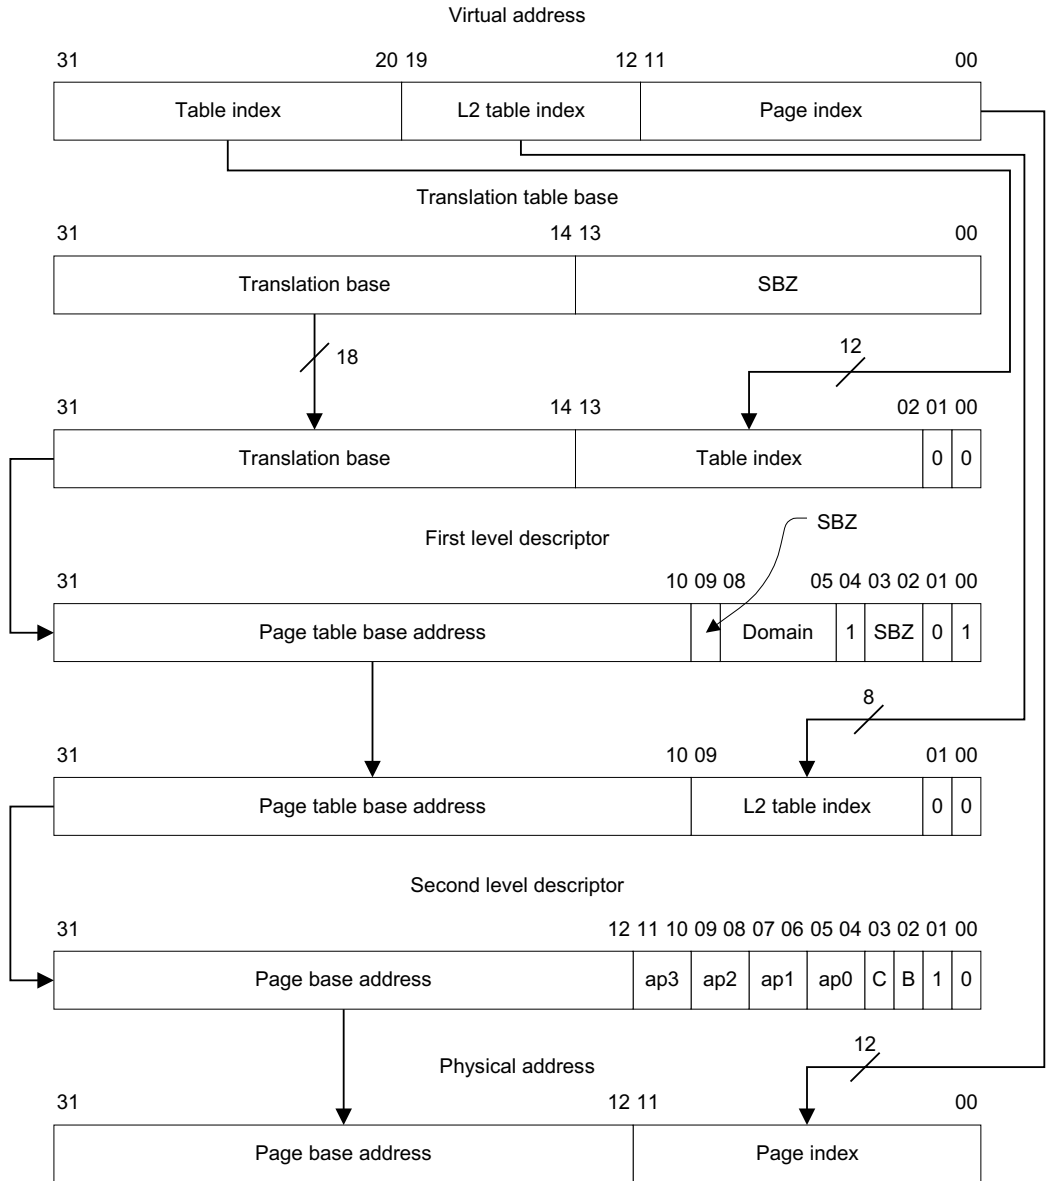 Virtual address
31 20 19 12 11 00
Table index L2 table index Page index
Translation table base
31 14 13 00
Translation base SBZ
18 12
31 14 13 02 01 00
Translation base Table index 0 0
SBZ
First level descriptor
31 10 09 08 05 04 03 02 01 00
Page table base address Domain 1 SBZ 0 1
8
31 10 09 01 00
Page table base address L2 table index 0 0
Second level descriptor
31 12 11 10 09 08 07 06 05 04 03 02 01 00
Page base address ap3 ap2 ap1 ap0 C B 1 0
12
Physical address
31 12 11 00
Page base address Page index